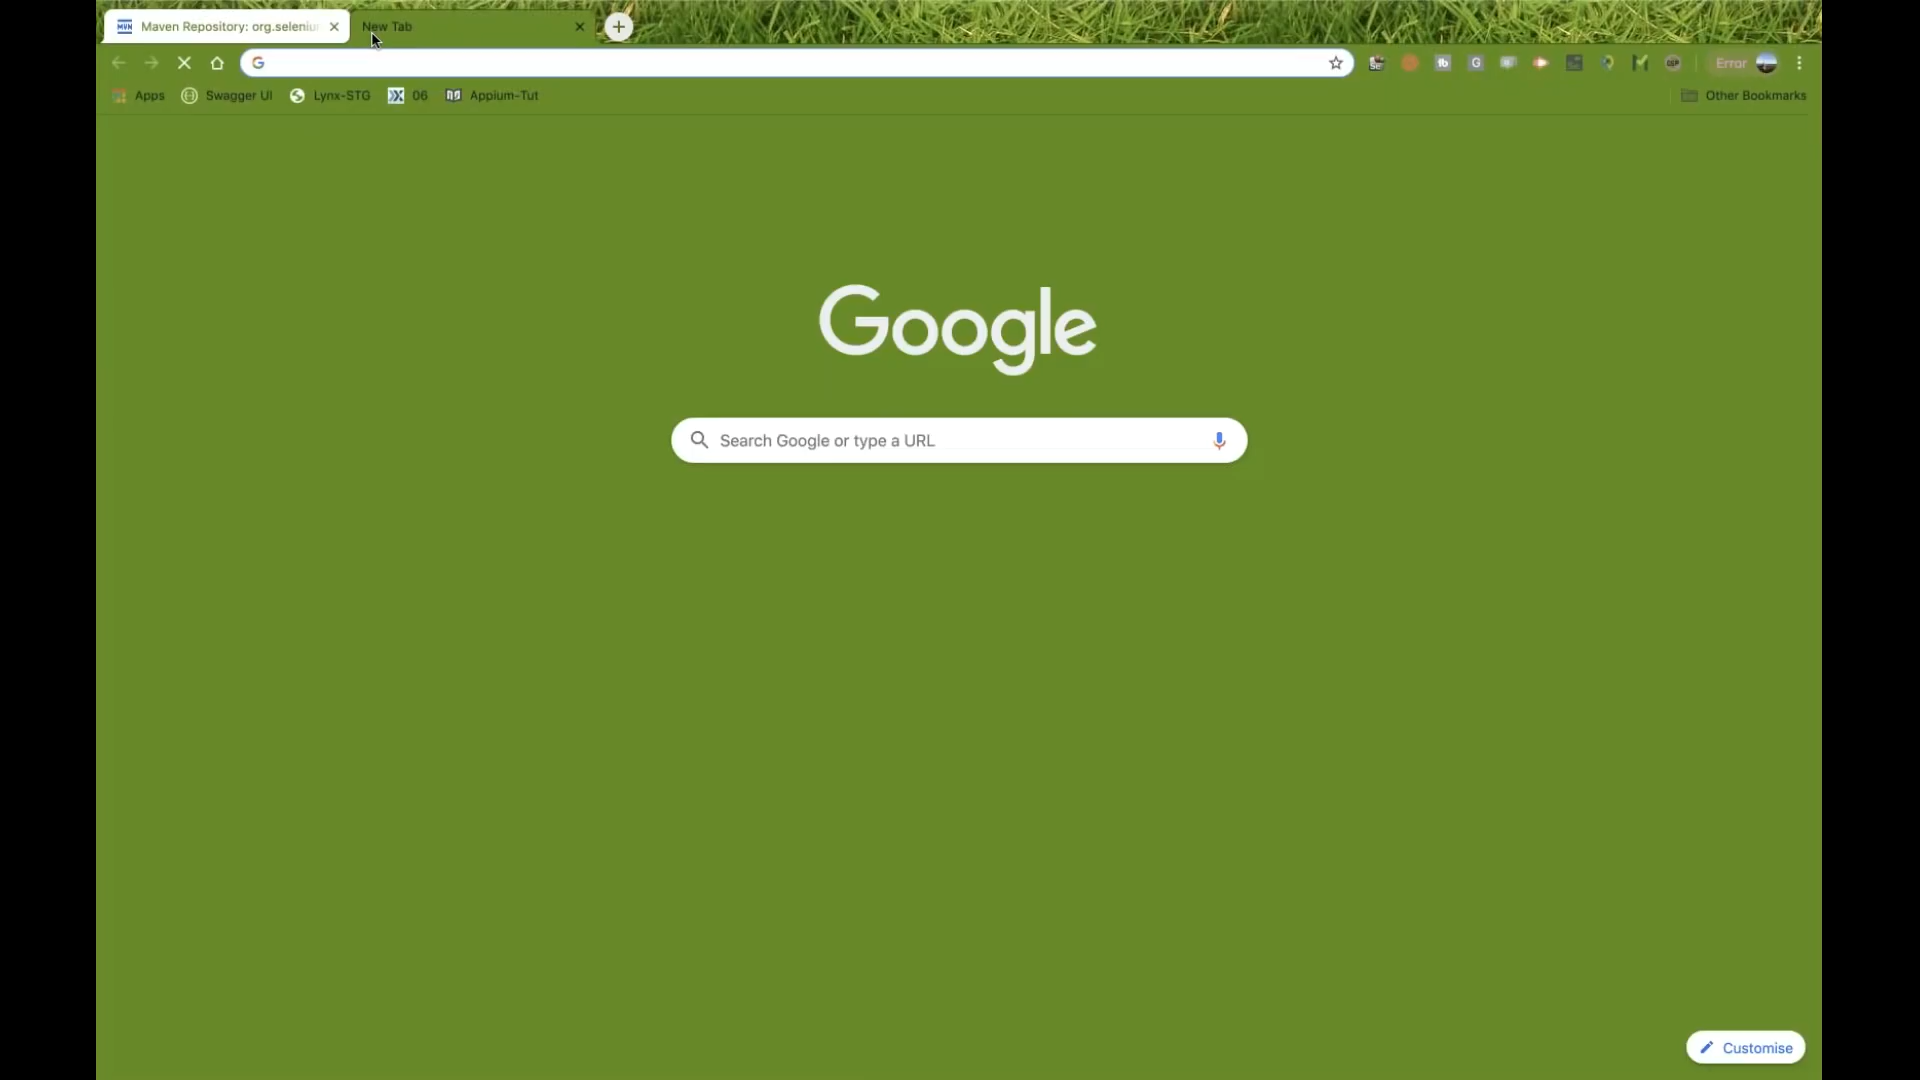 MVN Maven Repository: org.seleniu
New Tab
Error
Apps Swagger UI Lynx-STG 06 Appium-Tut Other Bookmarks
Google
Search Google or type a URL
Customise